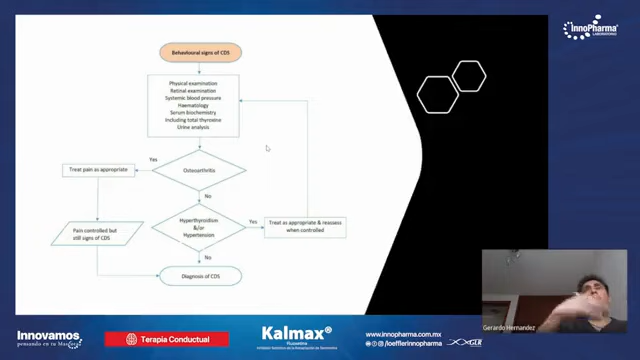 InnoPharma
LABORATORIO
Behavioural signs of CDS
Physical examination
Retinal examination
Systemic blood pressure
Haematology
Serum biochemistry
Including total thyroxine
Urine analysis
Yes
Treat pain as appropriate
Osteoarthritis
No
Pain controlled but
still signs of CDS
Hyperthyroidism
&/or
Hypertension
Yes
Treat as appropriate & reassess
when controlled
No
Diagnosis of CDS
Gerardo Hernandez
Innovamos
pensando en tu
Terapia Conductual
Kalmax®
Fluoxetina
www.innopharma.com.mx
/loefflerinnopharma